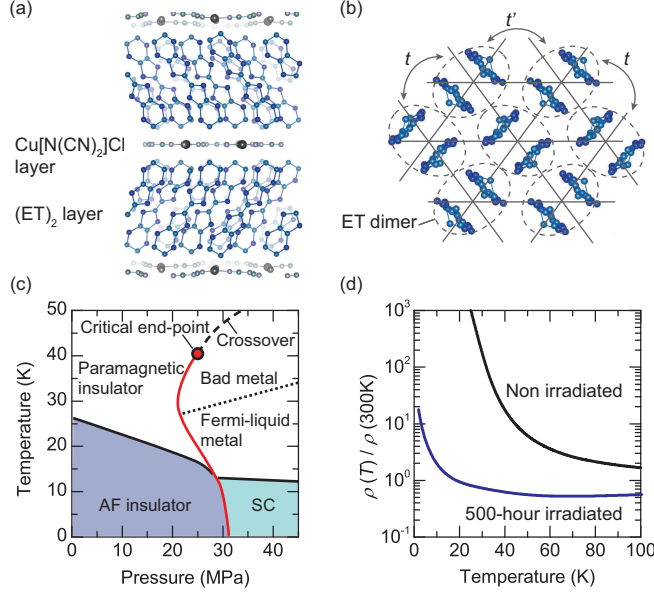 (a)
Cu[N(CN)2]Cl
layer
(ET)2 layer
(b)
t'
t
t
ET dimer
(c)
50
40
30
20
10
0
Temperature (K)
Critical end-point
Crossover
Paramagnetic
insulator
Bad metal
Fermi-liquid
metal
AF insulator
SC
0
10
20
30
40
Pressure (MPa)
(d)
10^3
10^2
10^1
10^0
10^-1
ρ (T) / ρ (300K)
Non irradiated
500-hour irradiated
0
20
40
60
80
100
Temperature (K)